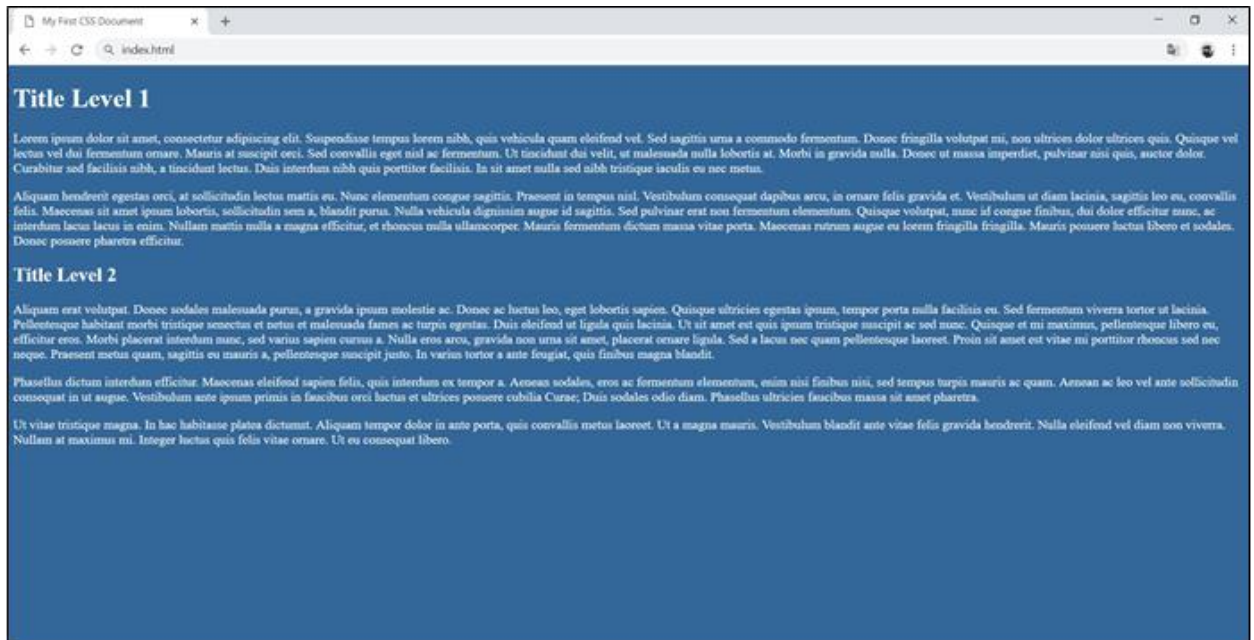 My First CSS Document
index.html
Title Level 1
Lorem ipsum dolor sit amet, consectetur adipiscing elit. Suspendisse tempus lorem nibh, quis vehicula quam eleifend vel. Sed sagittis urna a commodo fermentum. Donec fringilla volutpat mi, non ultrices dolor ultrices quis. Quisque vel
lectus vel dui fermentum ornare. Mauris at suscipit orci. Sed convallis eget nisl ac fermentum. Ut tincidunt dui velit, ut malesuada nulla lobortis at. Morbi in gravida nulla. Donec ut massa imperdiet, pulvinar nisi quis, auctor dolor.
Curabitur sed facilisis nibh, a tincidunt lectus. Duis interdum nibh quis porttitor facilisis. In sit amet nulla sed nibh tristique iaculis eu nec metus.
Aliquam hendrerit egestas orci, at sollicitudin lectus mattis eu. Nunc elementum congue sagittis. Praesent in tempus nisl. Vestibulum consequat dapibus arcu, in ornare felis gravida et. Vestibulum ut diam lacinia, sagittis leo eu, convallis
felis. Maecenas sit amet ipsum lobortis, sollicitudin sem a, blandit purus. Nulla vehicula dignissim augue id sagittis. Sed pulvinar erat non fermentum elementum. Quisque volutpat, nunc id congue finibus, dui dolor efficitur nunc, ac
interdum lacus lacus in enim. Nullam mattis nulla a magna efficitur, et rhoncus nulla ullamcorper. Mauris fermentum dictum massa vitae porta. Maecenas rutrum augue eu lorem fringilla fringilla. Mauris posuere luctus libero et sodales.
Donec posuere pharetra efficitur.
Title Level 2
Aliquam erat volutpat. Donec sodales malesuada purus, a gravida ipsum molestie ac. Donec ac luctus leo, eget lobortis sapien. Quisque ultricies egestas ipsum, tempor porta nulla facilisis eu. Sed fermentum viverra tortor ut lacinia.
Pellentesque habitant morbi tristique senectus et netus et malesuada fames ac turpis egestas. Duis eleifend ut ligula quis lacinia. Ut sit amet est quis ipsum tristique suscipit ac sed nunc. Quisque et mi maximus, pellentesque libero eu,
efficitur eros. Morbi placerat interdum nunc, sed varius sapien cursus a. Nulla eros arcu, gravida non urna sit amet, placerat ornare ligula. Sed a lacus nec quam pellentesque laoreet. Proin sit amet est vitae mi porttitor rhoncus sed nec
neque. Praesent metus quam, sagittis eu mauris a, pellentesque suscipit justo. In varius tortor a ante feugiat, quis finibus magna blandit.
Phasellus dictum interdum efficitur. Maecenas eleifend sapien felis, quis interdum ex tempor a. Aenean sodales, eros ac fermentum elementum, enim nisi finibus nisi, sed tempus turpis mauris ac quam. Aenean ac leo vel ante sollicitudin
consequat in ut augue. Vestibulum ante ipsum primis in faucibus orci luctus et ultrices posuere cubilia Curae; Duis sodales odio diam. Phasellus ultricies faucibus massa sit amet pharetra.
Ut vitae tristique magna. In hac habitasse platea dictumst. Aliquam tempor dolor in ante porta, quis convallis metus laoreet. Ut a magna mauris. Vestibulum blandit ante vitae felis gravida hendrerit. Nulla eleifend vel diam non viverra.
Nullam at maximus mi. Integer luctus quis felis vitae ornare. Ut eu consequat libero.